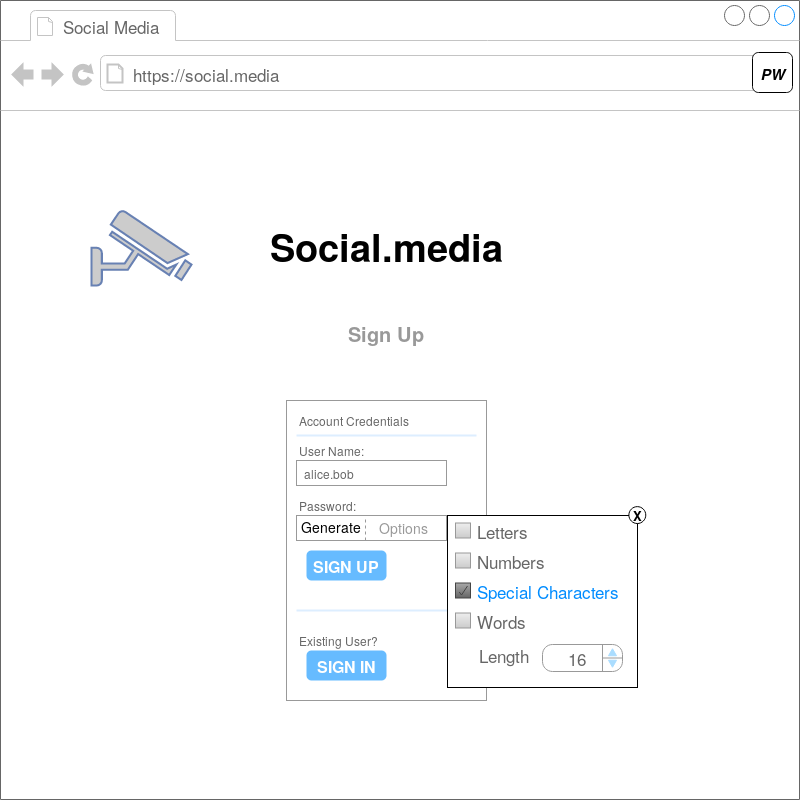 Social Media
https://social.media
PW
Social.media
Sign Up
Account Credentials
User Name:
alice.bob
Password:
Generate
Options
X
Letters
Numbers
Special Characters
Words
Length
16
SIGN UP
Existing User?
SIGN IN